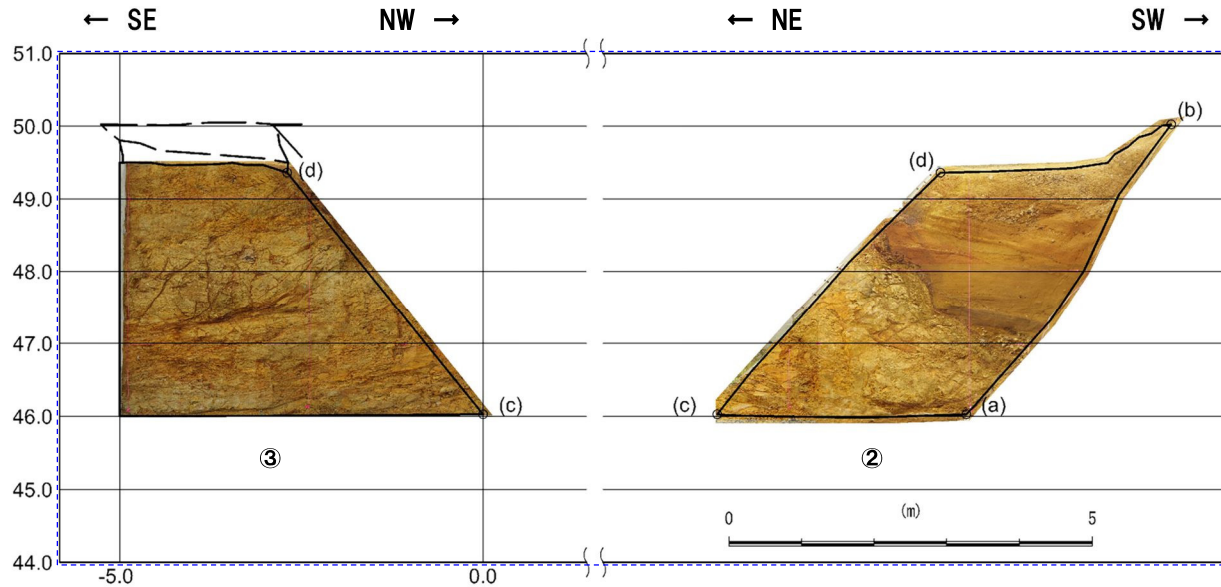 ← SE NW → ← NE SW →
51.0
50.0 (b)
(d) (d)
49.0
48.0
47.0
46.0 (c) (c) (a)
③ ②
45.0 0 (m) 5
44.0
-5.0 0.0